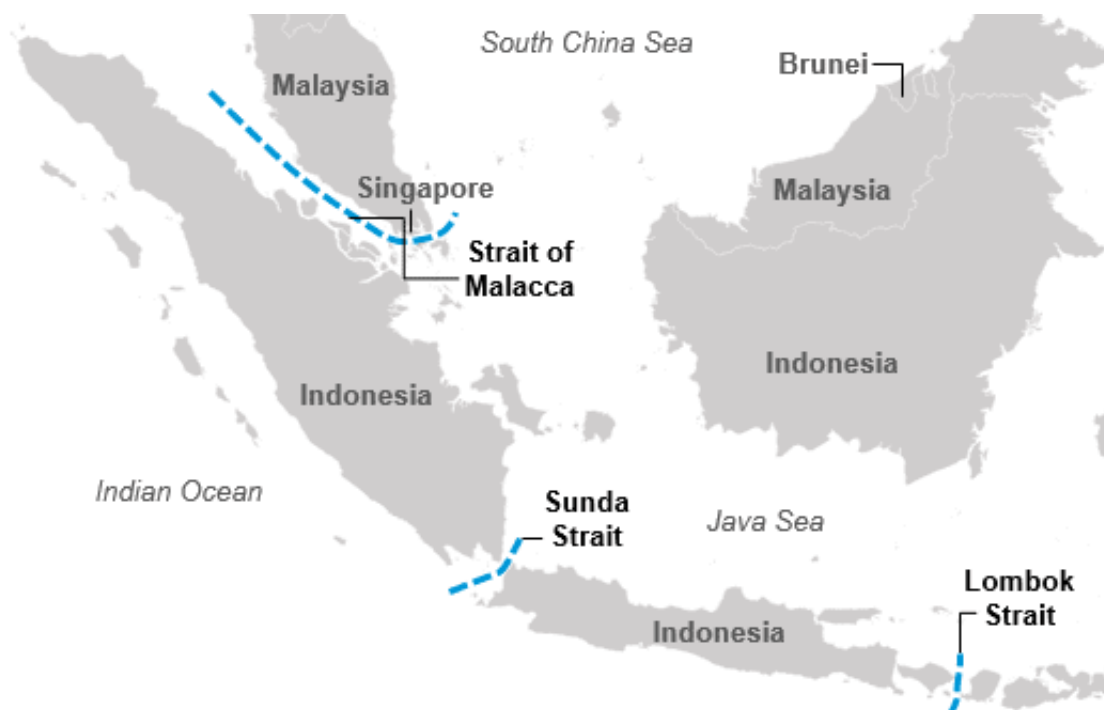 South China Sea
Brunei
Malaysia
Malaysia
Singapore
Strait of
Malacca
Indonesia
Indonesia
Indian Ocean
Sunda
Strait
Java Sea
Lombok
Strait
Indonesia